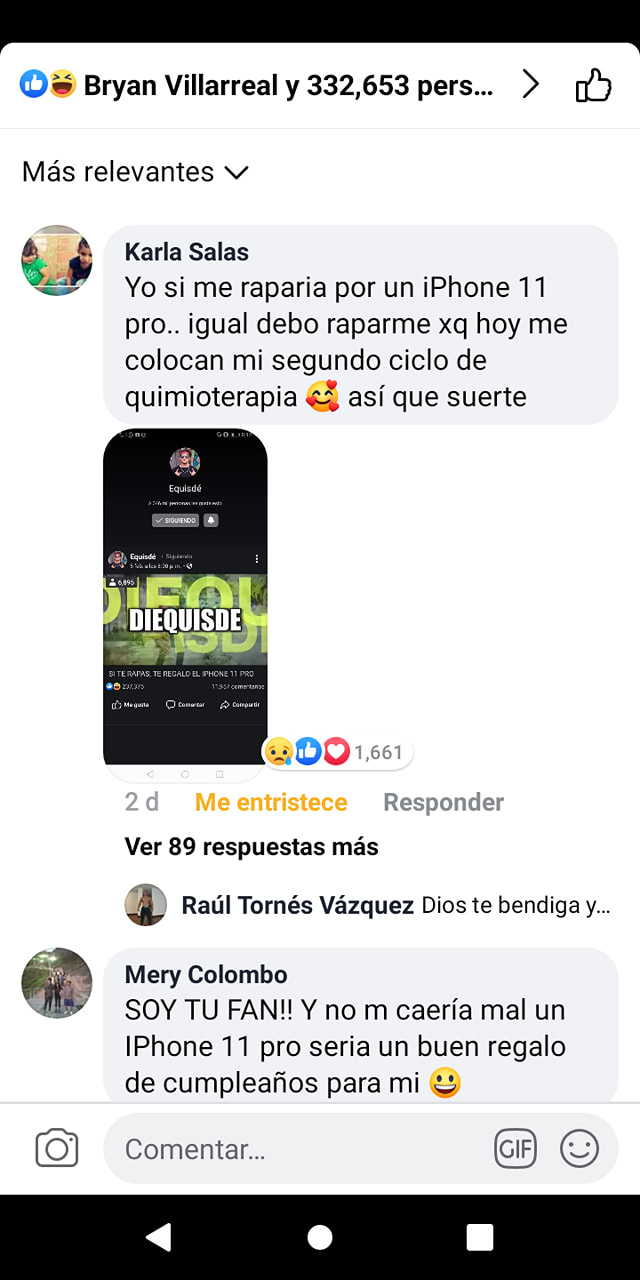 Bryan Villarreal y 332,653 pers...
Más relevantes
Karla Salas
Yo si me raparia por un iPhone 11
pro.. igual debo raparme xq hoy me
colocan mi segundo ciclo de
quimioterapia 🥰 así que suerte
Equisdé
SIGUIENDO
Equisdé · Siguiendo
6,895
DIEQUISDE
SI TE RAPAS, TE REGALO EL IPHONE 11 PRO
237,375
11,957 comentarios
Me gusta Comentar Compartir
1,661
2 d Me entristece Responder
Ver 89 respuestas más
Raúl Tornés Vázquez Dios te bendiga y...
Mery Colombo
SOY TU FAN!! Y no m caería mal un
IPhone 11 pro seria un buen regalo
de cumpleaños para mi 😃
Comentar...
GIF